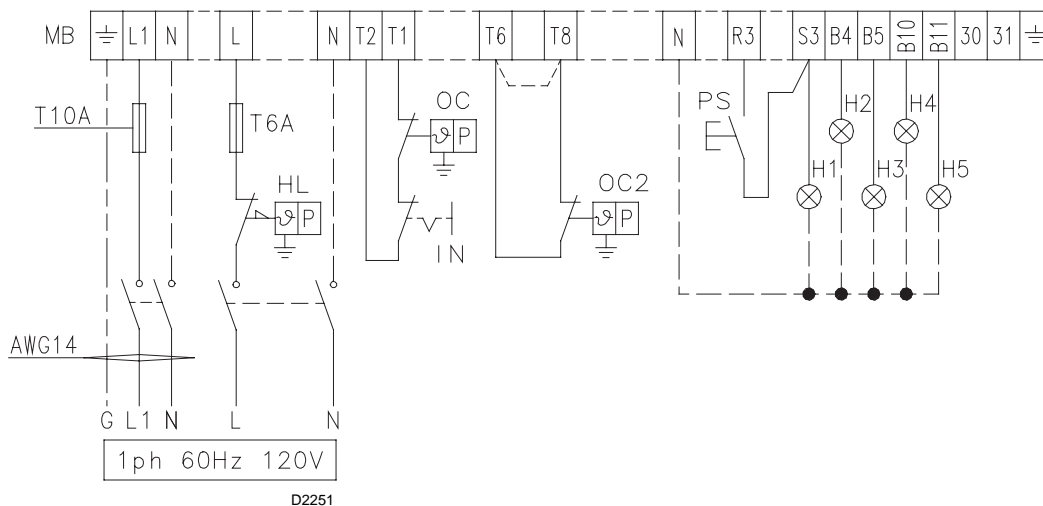 MB ⏚ L1 N L N T2 T1 T6 T8 N R3 S3 B4 B5 B10 B11 30 31 ⏚
T10A T6A OC ϑ P PS H2 H4
HL ϑ P IN OC2 ϑ P H1 H3 H5
AWG14
G L1 N L N
1ph 60Hz 120V
D2251